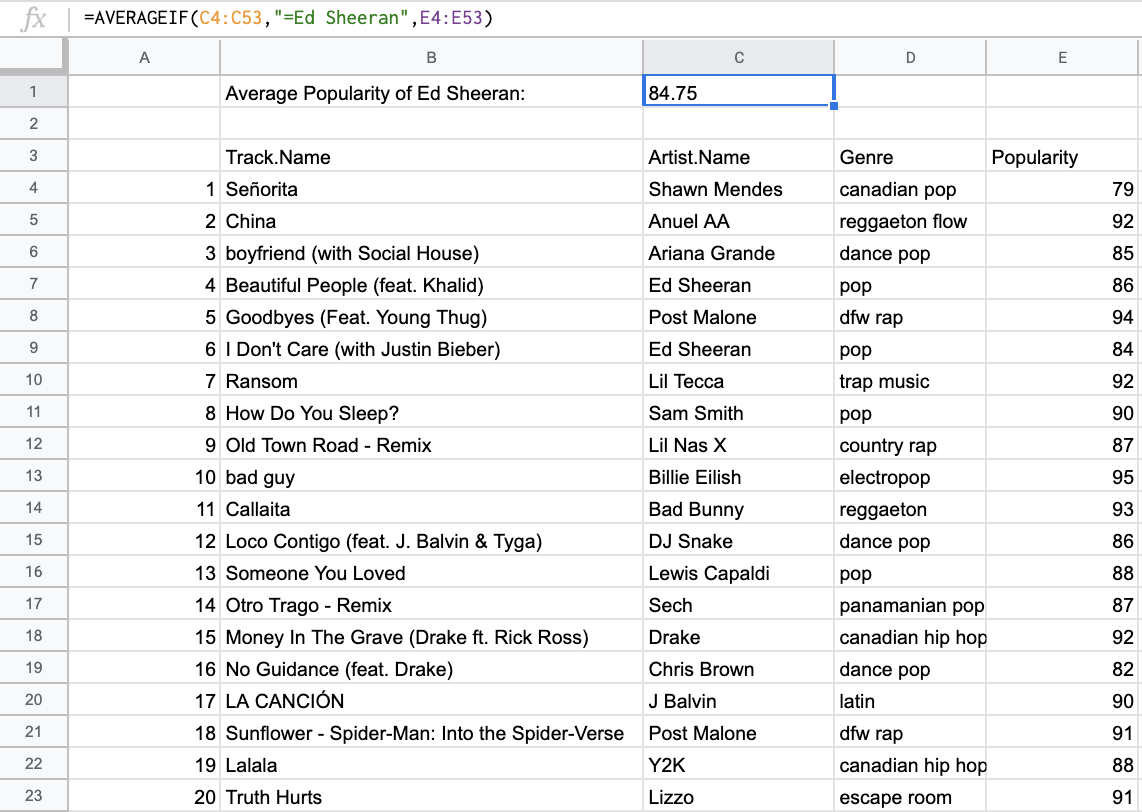 fx =AVERAGEIF(C4:C53,"=Ed Sheeran",E4:E53)
A B C D E
1 Average Popularity of Ed Sheeran: 84.75
2
3 Track.Name Artist.Name Genre Popularity
4 1 Señorita Shawn Mendes canadian pop 79
5 2 China Anuel AA reggaeton flow 92
6 3 boyfriend (with Social House) Ariana Grande dance pop 85
7 4 Beautiful People (feat. Khalid) Ed Sheeran pop 86
8 5 Goodbyes (Feat. Young Thug) Post Malone dfw rap 94
9 6 I Don't Care (with Justin Bieber) Ed Sheeran pop 84
10 7 Ransom Lil Tecca trap music 92
11 8 How Do You Sleep? Sam Smith pop 90
12 9 Old Town Road - Remix Lil Nas X country rap 87
13 10 bad guy Billie Eilish electropop 95
14 11 Callaita Bad Bunny reggaeton 93
15 12 Loco Contigo (feat. J. Balvin & Tyga) DJ Snake dance pop 86
16 13 Someone You Loved Lewis Capaldi pop 88
17 14 Otro Trago - Remix Sech panamanian pop 87
18 15 Money In The Grave (Drake ft. Rick Ross) Drake canadian hip hop 92
19 16 No Guidance (feat. Drake) Chris Brown dance pop 82
20 17 LA CANCIÓN J Balvin latin 90
21 18 Sunflower - Spider-Man: Into the Spider-Verse Post Malone dfw rap 91
22 19 Lalala Y2K canadian hip hop 88
23 20 Truth Hurts Lizzo escape room 91